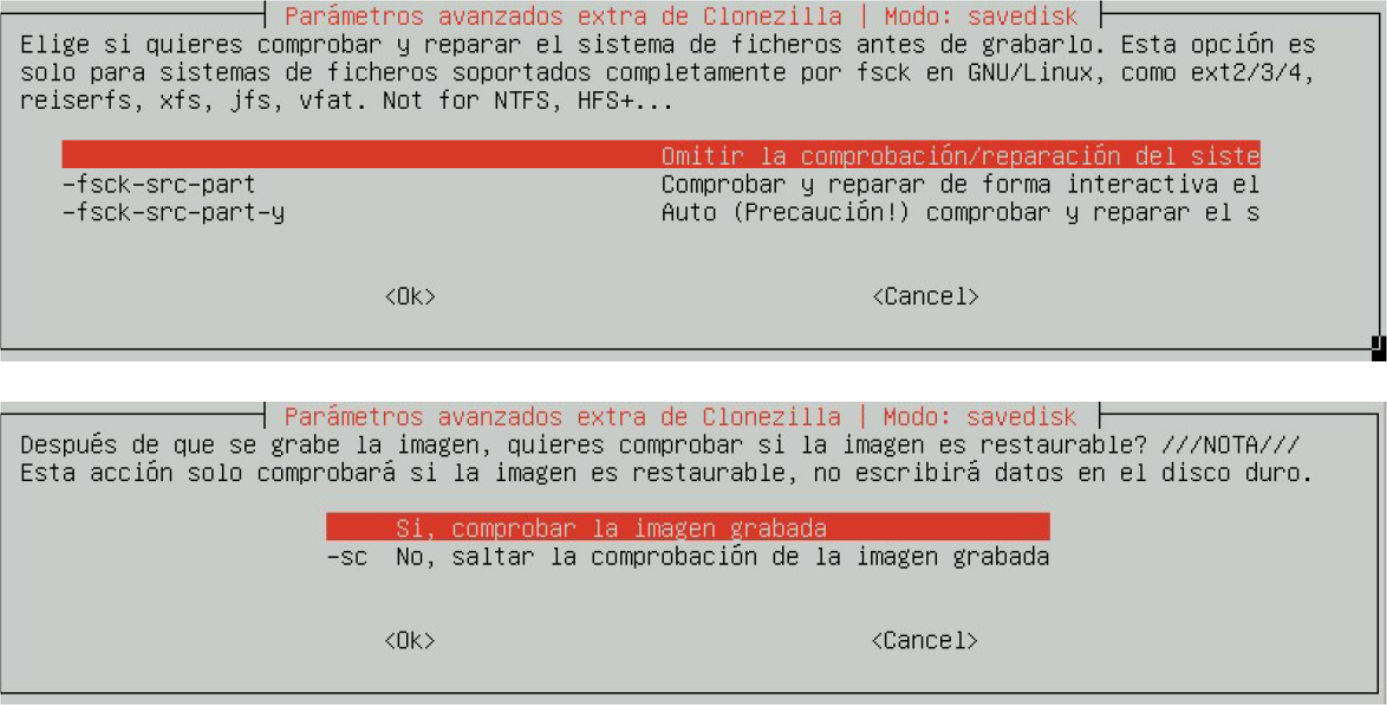 Parámetros avanzados extra de Clonezilla | Modo: savedisk
Elige si quieres comprobar y reparar el sistema de ficheros antes de grabarlo. Esta opción es
solo para sistemas de ficheros soportados completamente por fsck en GNU/Linux, como ext2/3/4,
reiserfs, xfs, jfs, vfat. Not for NTFS, HFS+...
Omitir la comprobación/reparación del siste
-fsck-src-part Comprobar y reparar de forma interactiva el
-fsck-src-part-y Auto (Precaución!) comprobar y reparar el s
<Ok> <Cancel>
Parámetros avanzados extra de Clonezilla | Modo: savedisk
Después de que se grabe la imagen, quieres comprobar si la imagen es restaurable? ///NOTA///
Esta acción solo comprobará si la imagen es restaurable, no escribirá datos en el disco duro.
Si, comprobar la imagen grabada
-sc No, saltar la comprobación de la imagen grabada
<Ok> <Cancel>